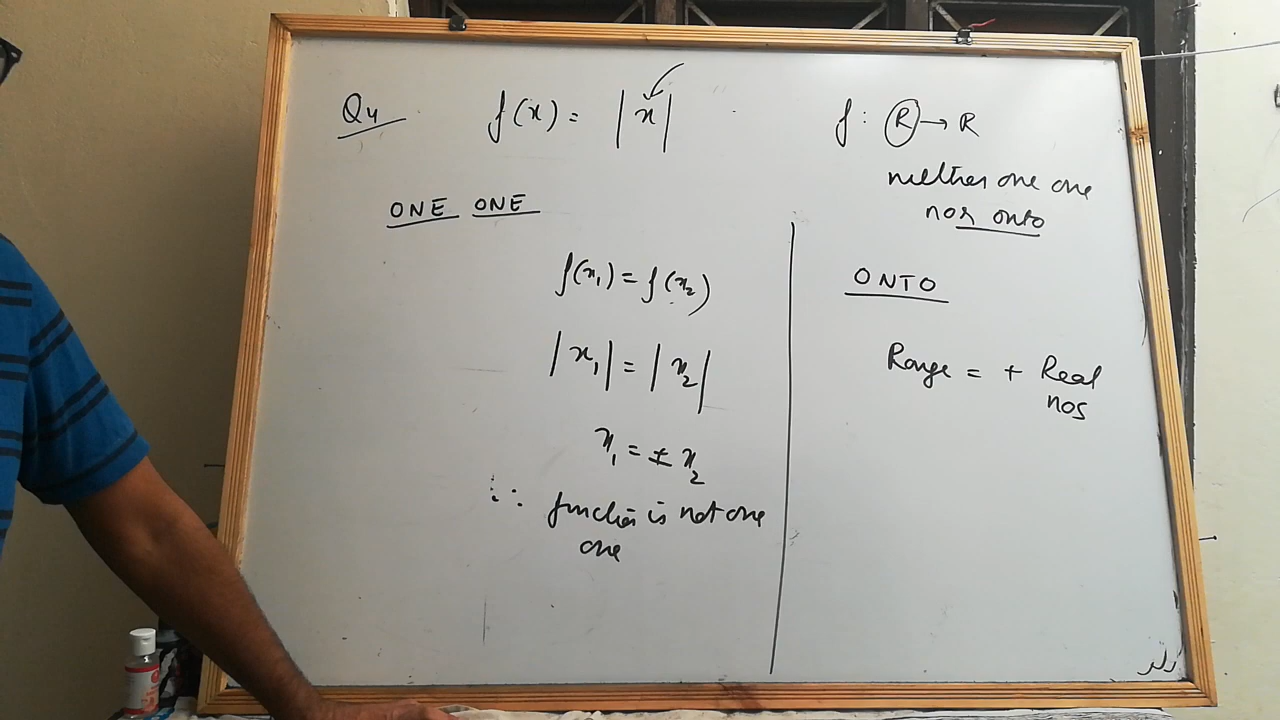 Q4 f(x) = |x| f: R → R
neither one one
nor onto
ONE ONE
f(x₁) = f(x₂)
|x₁| = |x₂|
x₁ = ± x₂
∴ function is not one
one
ONTO
Range = + Real
nos